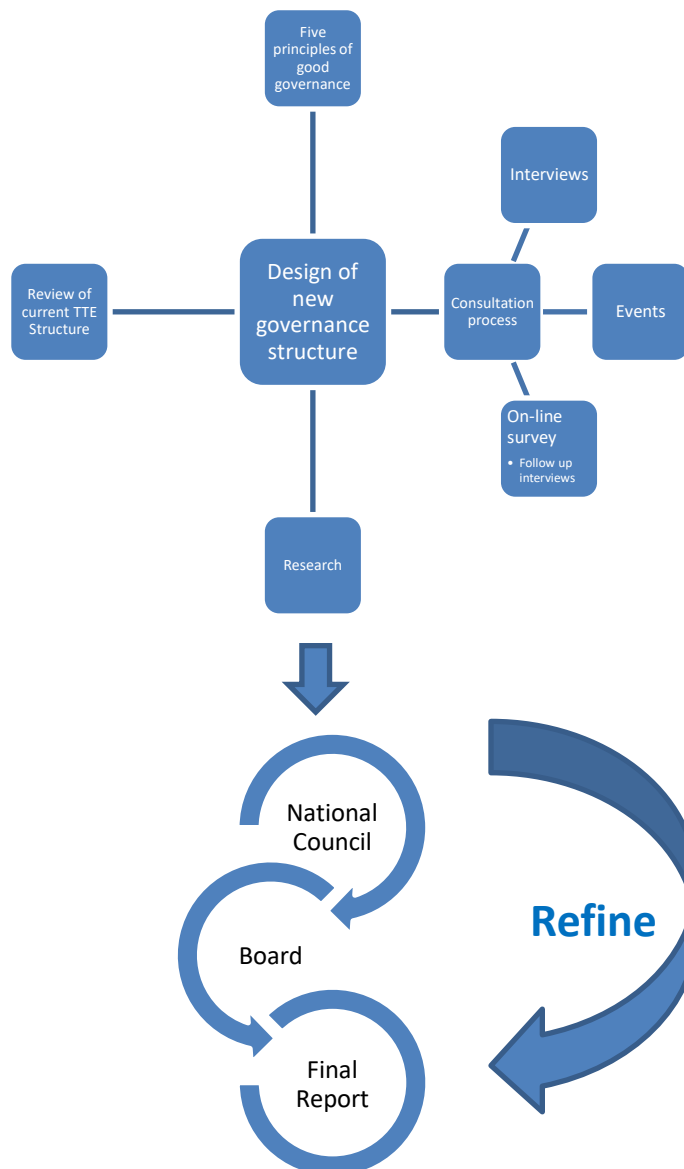 Five
principles of
good
governance
Interviews
Review of
current TTE
Structure
Design of
new
governance
structure
Consultation
process
Events
On-line
survey
• Follow up
interviews
Research
National
Council
Refine
Board
Final
Report